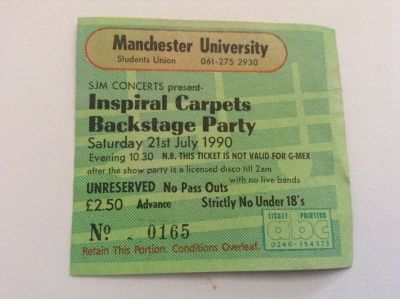 Manchester University
Students Union 061-275 2930
SJM CONCERTS present-
Inspiral Carpets
Backstage Party
Saturday 21st July 1990
Evening 10.30 N.B. THIS TICKET IS NOT VALID FOR G-MEX
after the show party is a licensed disco till 2am
with no live bands
UNRESERVED No Pass Outs
£2.50 Advance Strictly No Under 18's
TICKET PRINTERS
abc
Nº 0165
Retain This Portion. Conditions Overleaf.